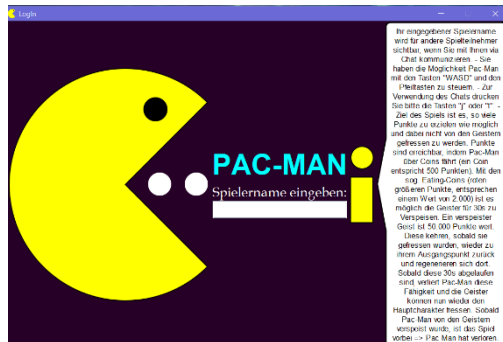 LogIn
PAC-MAN
Spielername eingeben:
Ihr eingegebener Spielername
wird für andere Spielteilnehmer
sichtbar, wenn Sie mit Ihnen via
Chat kommunizieren. - Sie
haben die Möglichkeit Pac-Man
mit den Tasten "WASD" und den
Pfeiltasten zu steuern. - Zur
Verwendung des Chats drücken
Sie bitte die Tasten "j" oder "l". -
Ziel des Spiels ist es, so viele
Punkte zu erzielen wie möglich
und dabei nicht von den Geistern
gefressen zu werden. Punkte
sind erreichbar, indem Pac-Man
über Coins fährt (ein Coin
entspricht 500 Punkten). Mit den
sog. Eating-Coins (roten
größeren Punkte, entsprechen
einem Wert von 2.000) ist es
möglich die Geister für 30s zu
Verspeisen. Ein verspeister
Geist ist 50.000 Punkte wert.
Diese kehren, sobald sie
gefressen wurden, wieder zu
ihrem Ausgangspunkt zurück
und regenerieren sich dort.
Sobald diese 30s abgelaufen
sind, verliert Pac-Man diese
Fähigkeit und die Geister
können nun wieder den
Hauptcharakter fressen. Sobald
Pac-Man von den Geistern
verspeist wurde, ist das Spiel
vorbei => Pac Man hat verloren.